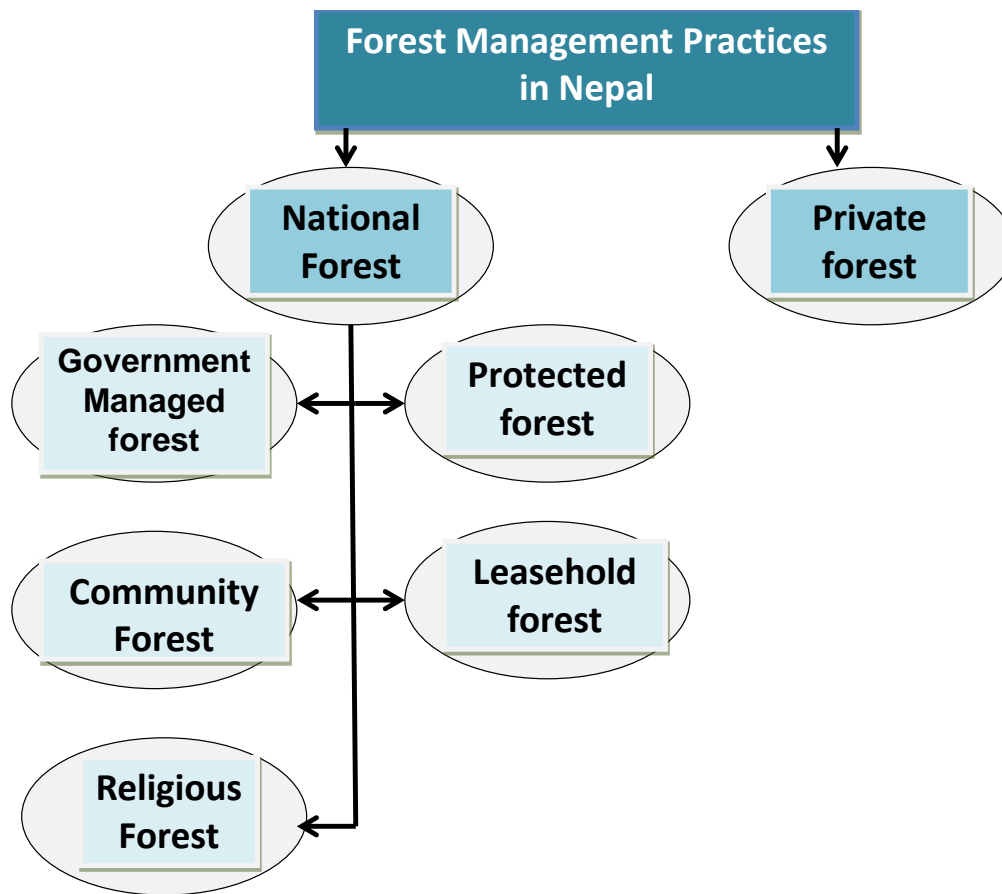 Forest Management Practices
in Nepal
National
Forest
Private
forest
Government
Managed
forest
Protected
forest
Community
Forest
Leasehold
forest
Religious
Forest